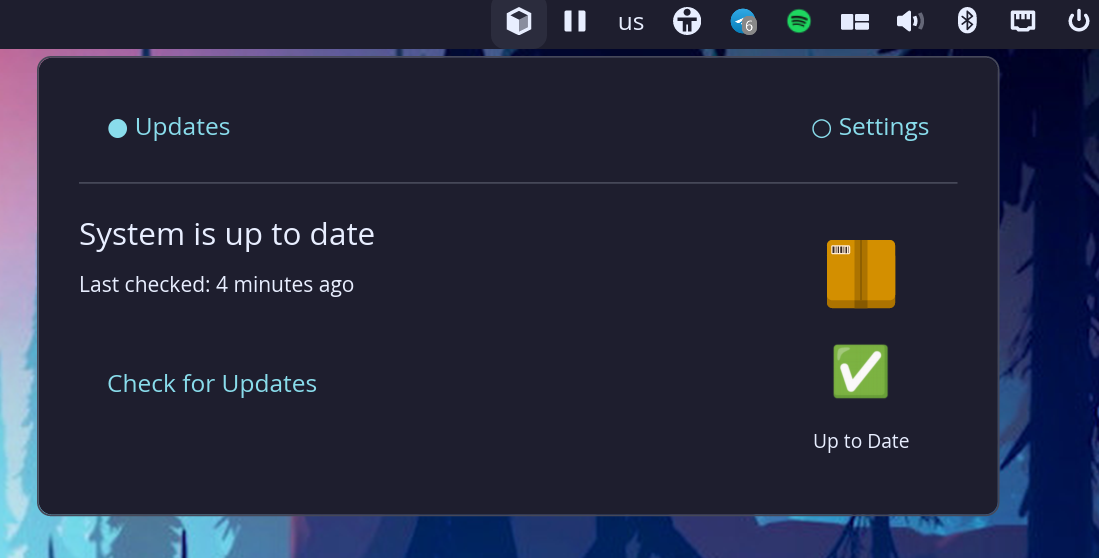 us
6
Updates
Settings
System is up to date
Last checked: 4 minutes ago
Check for Updates
Up to Date